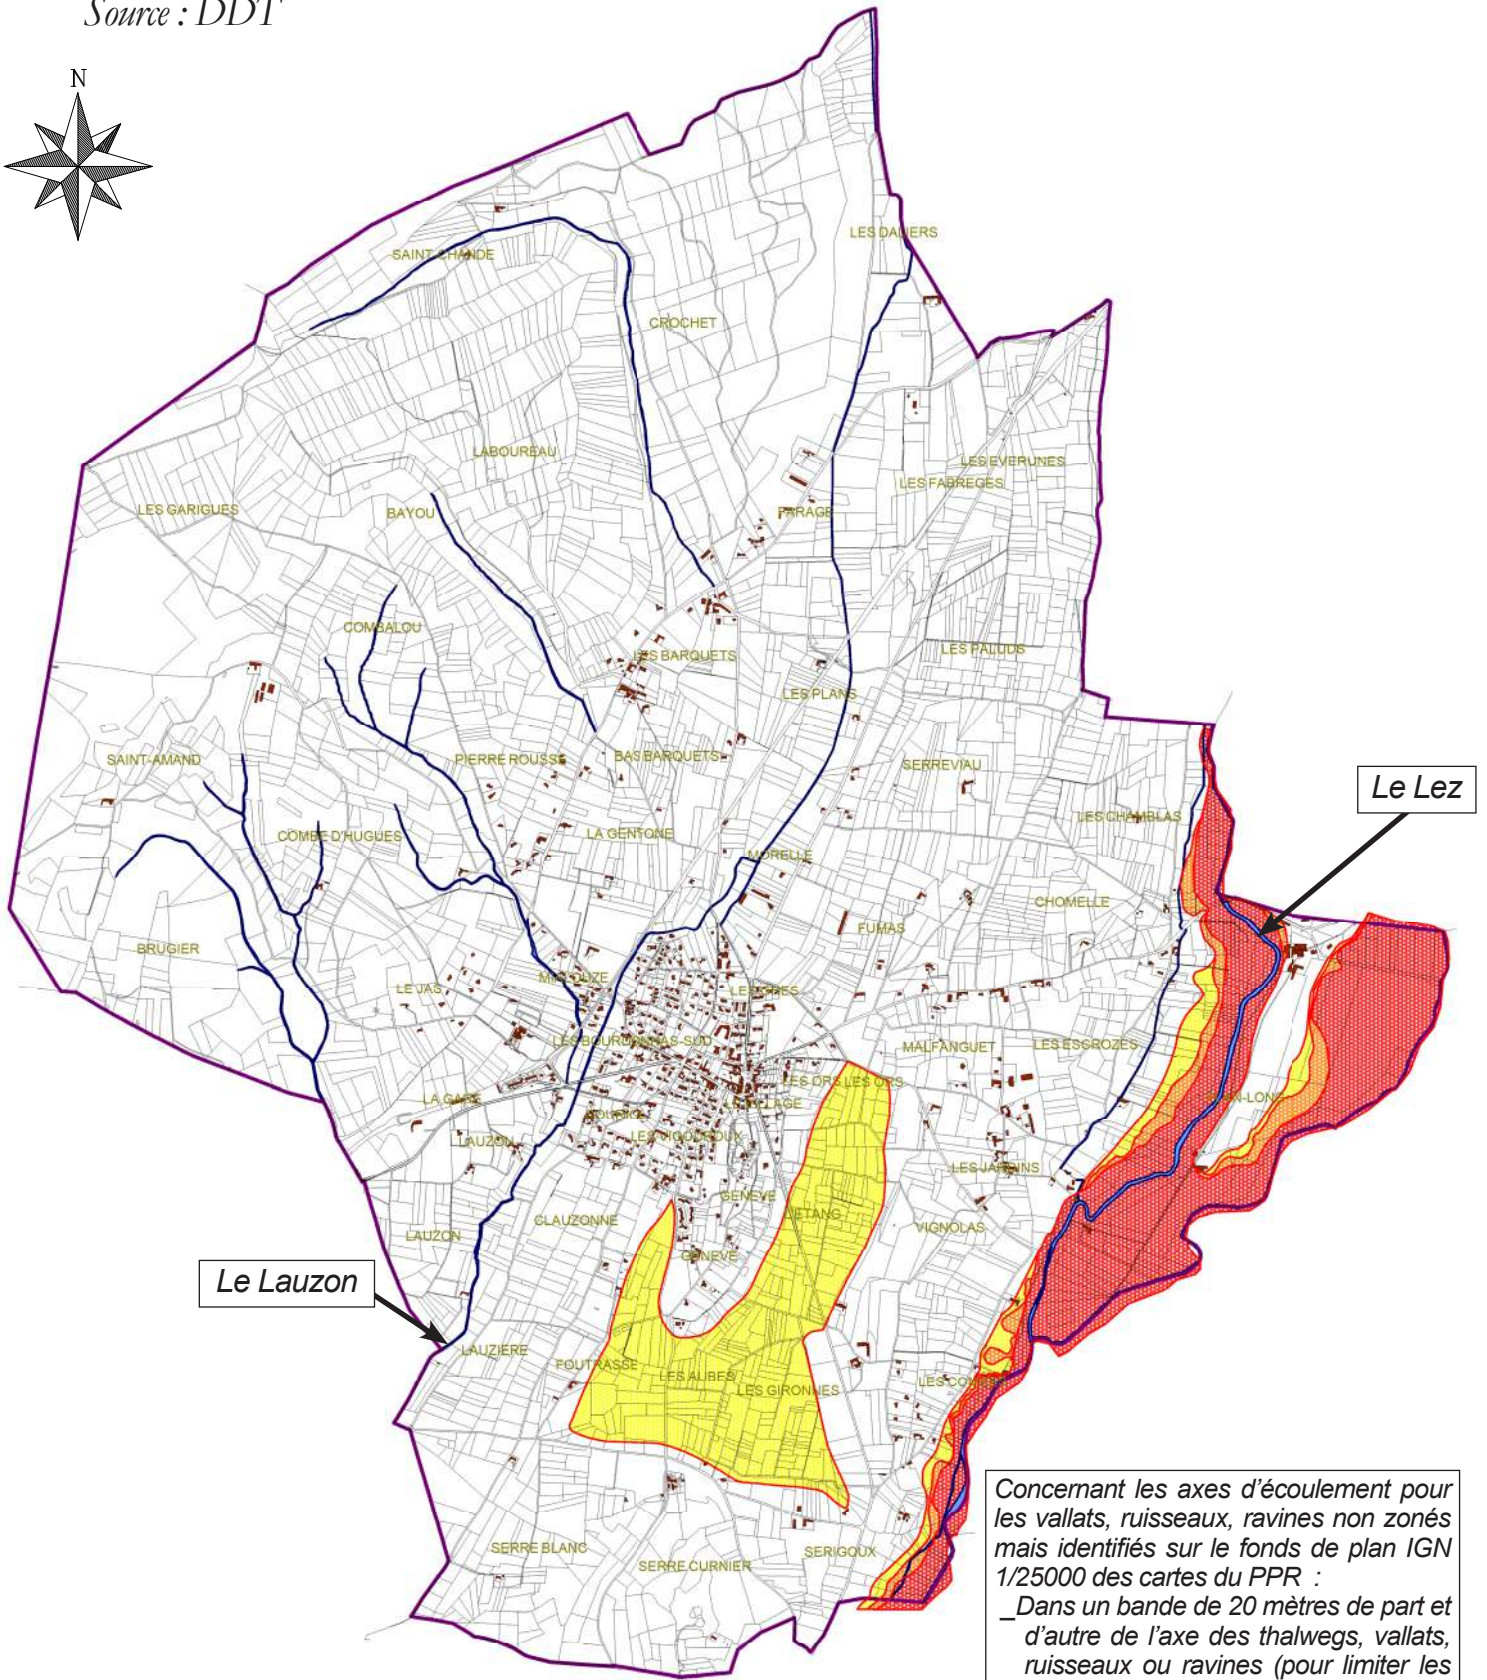 Source : DDT
N
LES DALIERS
SAINT-CHANDE
CROCHET
LABOUREAU
LES EVERUNES
LES FABREGES
LES GARIGUES
BAYOU
FARAGE
COMBALOU
LES BARQUETS
LES PALUDS
LES PLANS
SAINT-AMAND
PIERRE ROUSSE
BAS BARQUETS
SERREVIAU
Le Lez
LES CHAMBLAS
COMBE D'HUGUES
LA GENTONE
MORELLE
CHOMELLE
FUMAS
BRUGIER
LE JAS
MALFANGUET
LES ESCROZES
LES ORS
LES ORS
LA GARE
LAUZON
LES JARDINS
GENEVE
L'ETANG
CLAUZONNE
VIGNOLAS
LAUZON
GENEVE
Le Lauzon
LAUZIERE
FOUTRASSE
LES AUBES
LES GIRONNES
SERRE BLANC
SERRE CURNIER
SERIGOUX
Concernant les axes d'écoulement pour
les vallats, ruisseaux, ravines non zonés
mais identifiés sur le fonds de plan IGN
1/25000 des cartes du PPR :
_Dans un bande de 20 mètres de part et
d'autre de l'axe des thalwegs, vallats,
ruisseaux ou ravines (pour limiter les